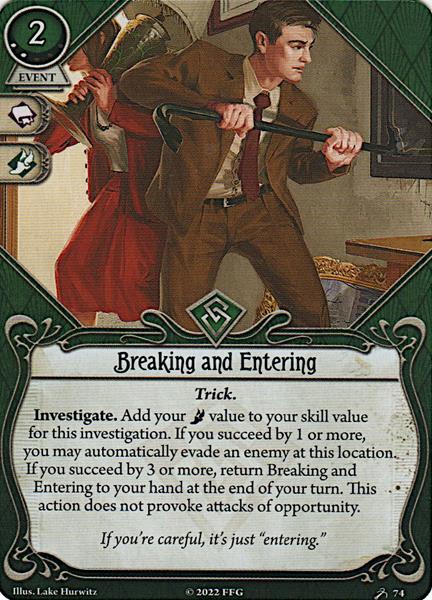 2
EVENT
Breaking and Entering
Trick.
Investigate. Add your value to your skill value
for this investigation. If you succeed by 1 or more,
you may automatically evade an enemy at this location.
If you succeed by 3 or more, return Breaking and
Entering to your hand at the end of your turn. This
action does not provoke attacks of opportunity.
If you're careful, it's just “entering.”
Illus. Lake Hurwitz © 2022 FFG 74